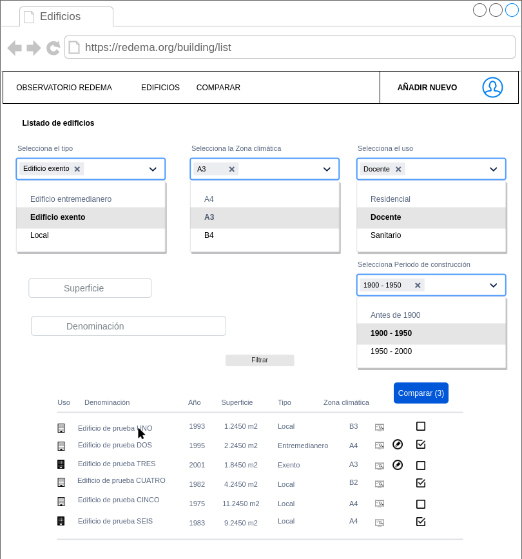 Edificios
https://redema.org/building/list
OBSERVATORIO REDEMA EDIFICIOS COMPARAR AÑADIR NUEVO
Listado de edificios
Selecciona el tipo Selecciona la Zona climática Selecciona el uso
Edificio exento A3 Docente
Edificio entremedianero A4 Residencial
Edificio exento A3 Docente
Local B4 Sanitario
Selecciona Periodo de construcción
Superficie 1900 - 1950
Denominación Antes de 1900
1900 - 1950
Filtrar 1950 - 2000
Comparar (3)
Uso Denominación Año Superficie Tipo Zona climática
Edificio de prueba UNO 1993 1.2450 m2 Local B3
Edificio de prueba DOS 1995 2.2450 m2 Entremedianero A4
Edificio de prueba TRES 2001 1.8450 m2 Exento A3
Edificio de prueba CUATRO 1982 4.2450 m2 Local B2
Edificio de prueba CINCO 1975 11.2450 m2 Local A4
Edificio de prueba SEIS 1983 9.2450 m2 Local A4